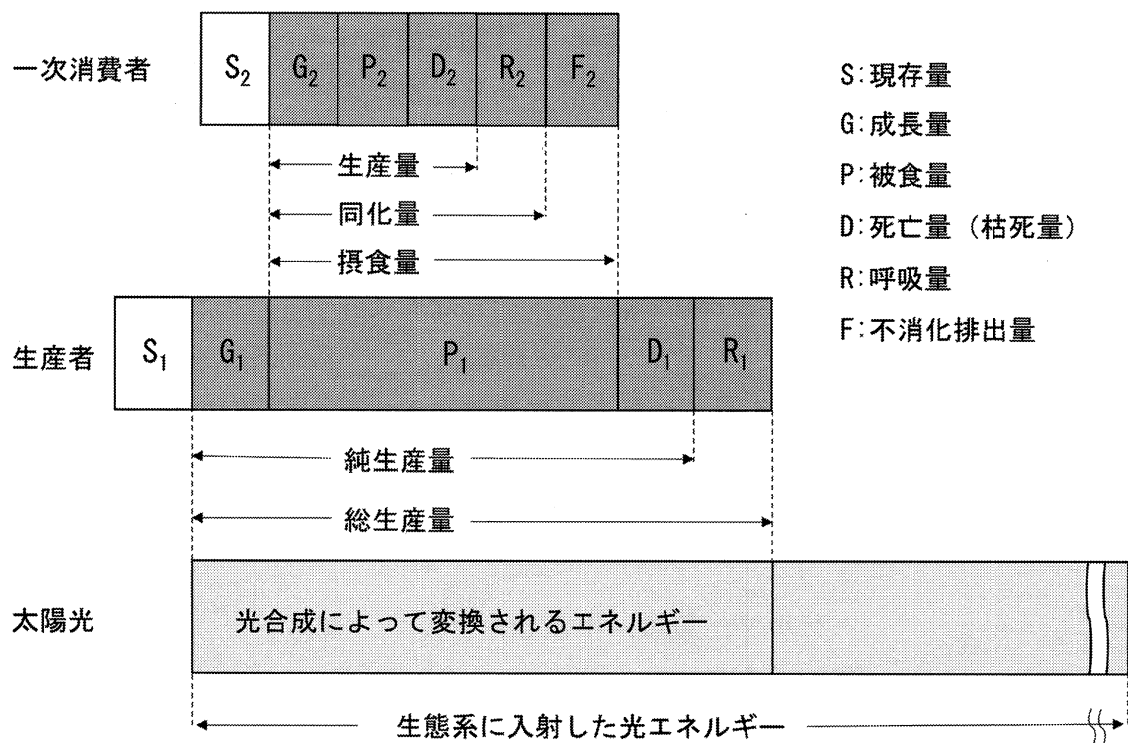 一次消費者
S₂ G₂ P₂ D₂ R₂ F₂
生産量
同化量
摂食量
S:現存量
G:成長量
P:被食量
D:死亡量（枯死量）
R:呼吸量
F:不消化排出量
生産者
S₁ G₁ P₁ D₁ R₁
純生産量
総生産量
太陽光
光合成によって変換されるエネルギー
生態系に入射した光エネルギー